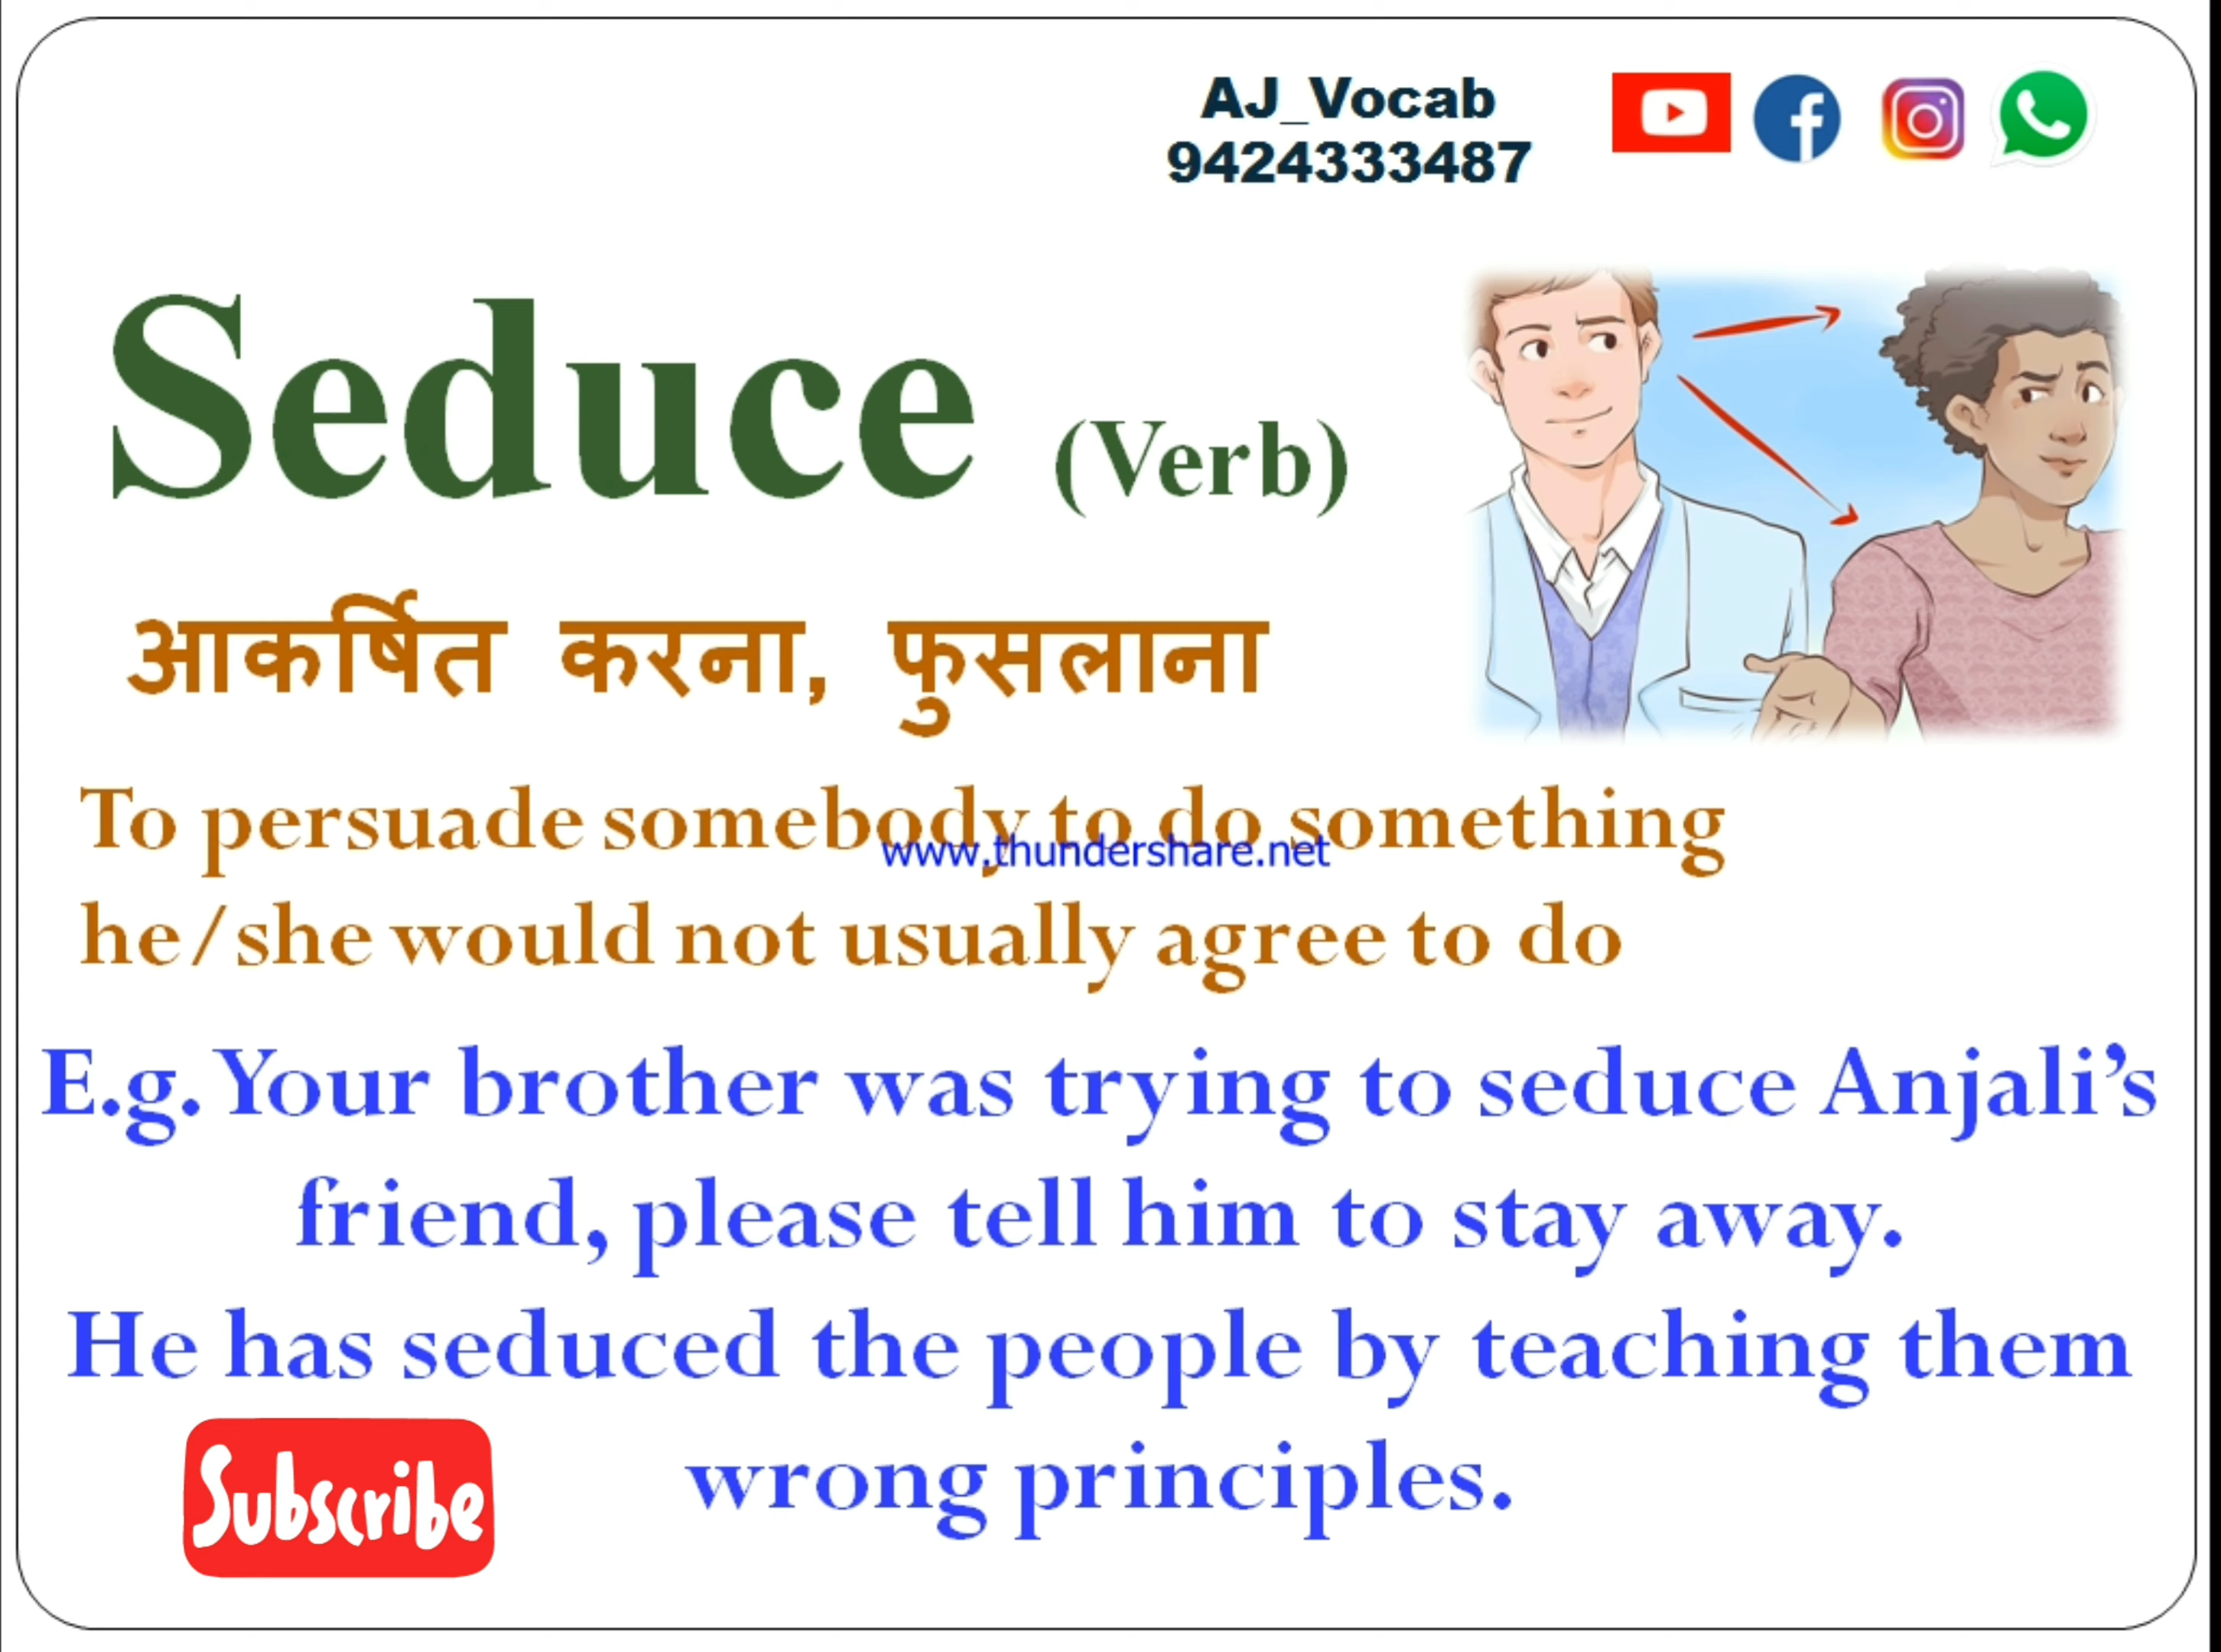 AJ_Vocab
9424333487
Seduce (Verb)
आकर्षित करना, फुसलाना
To persuade somebody to do something
www.thundershare.net
he/she would not usually agree to do
E.g. Your brother was trying to seduce Anjali's
friend, please tell him to stay away.
He has seduced the people by teaching them
wrong principles.
Subscribe